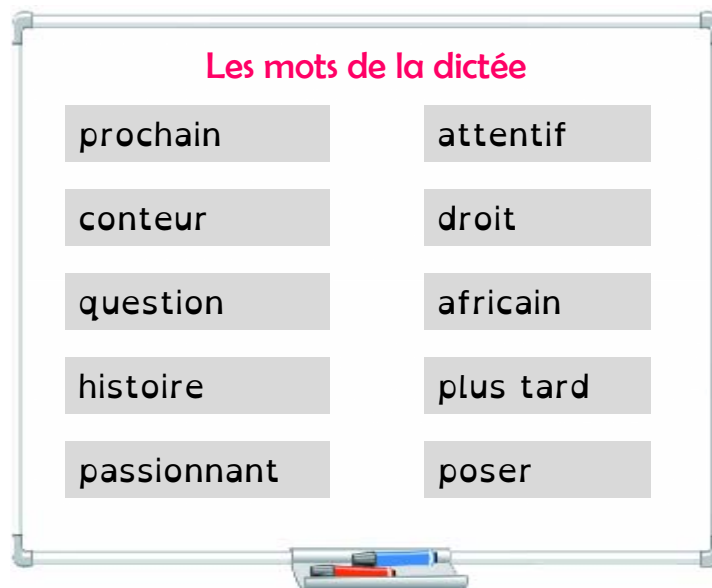 Les mots de la dictée
prochain
attentif
conteur
droit
question
africain
histoire
plus tard
passionnant
poser